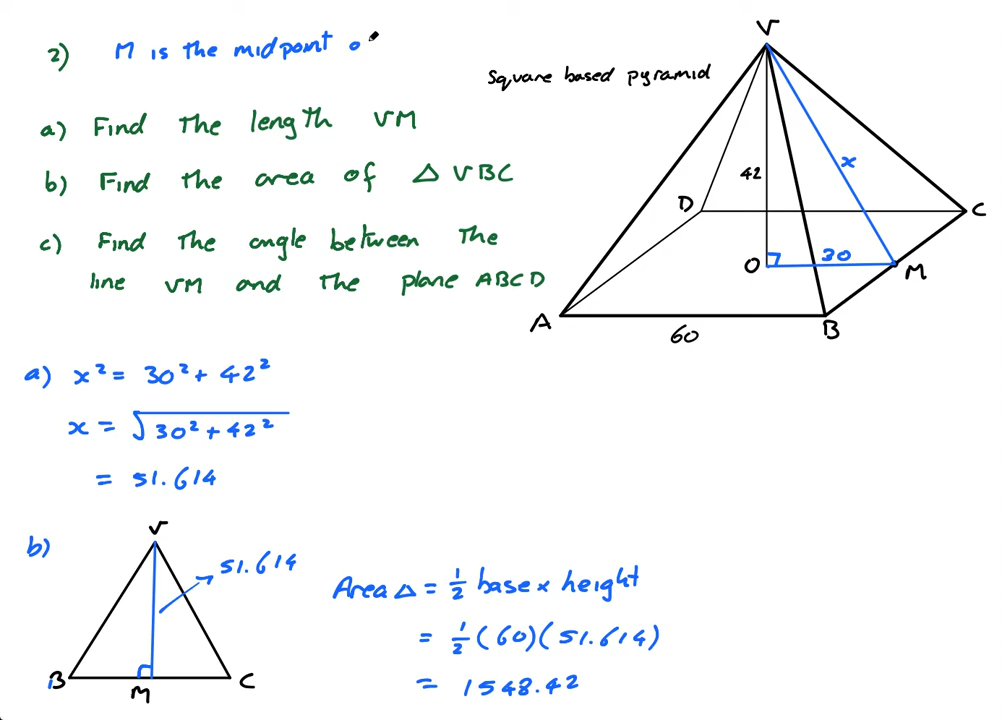 2) M is the midpoint o
Square based pyramid
a) Find the length VM
b) Find the area of Δ VBC
c) Find the angle between the
line VM and the plane ABCD
V
42
x
D
C
O
30
M
A
60
B
a) x² = 30² + 42²
x = √30² + 42²
= 51.614
b)
V
51.614
B
M
C
Area Δ = 1/2 base × height
= 1/2 (60)(51.614)
= 1548.42